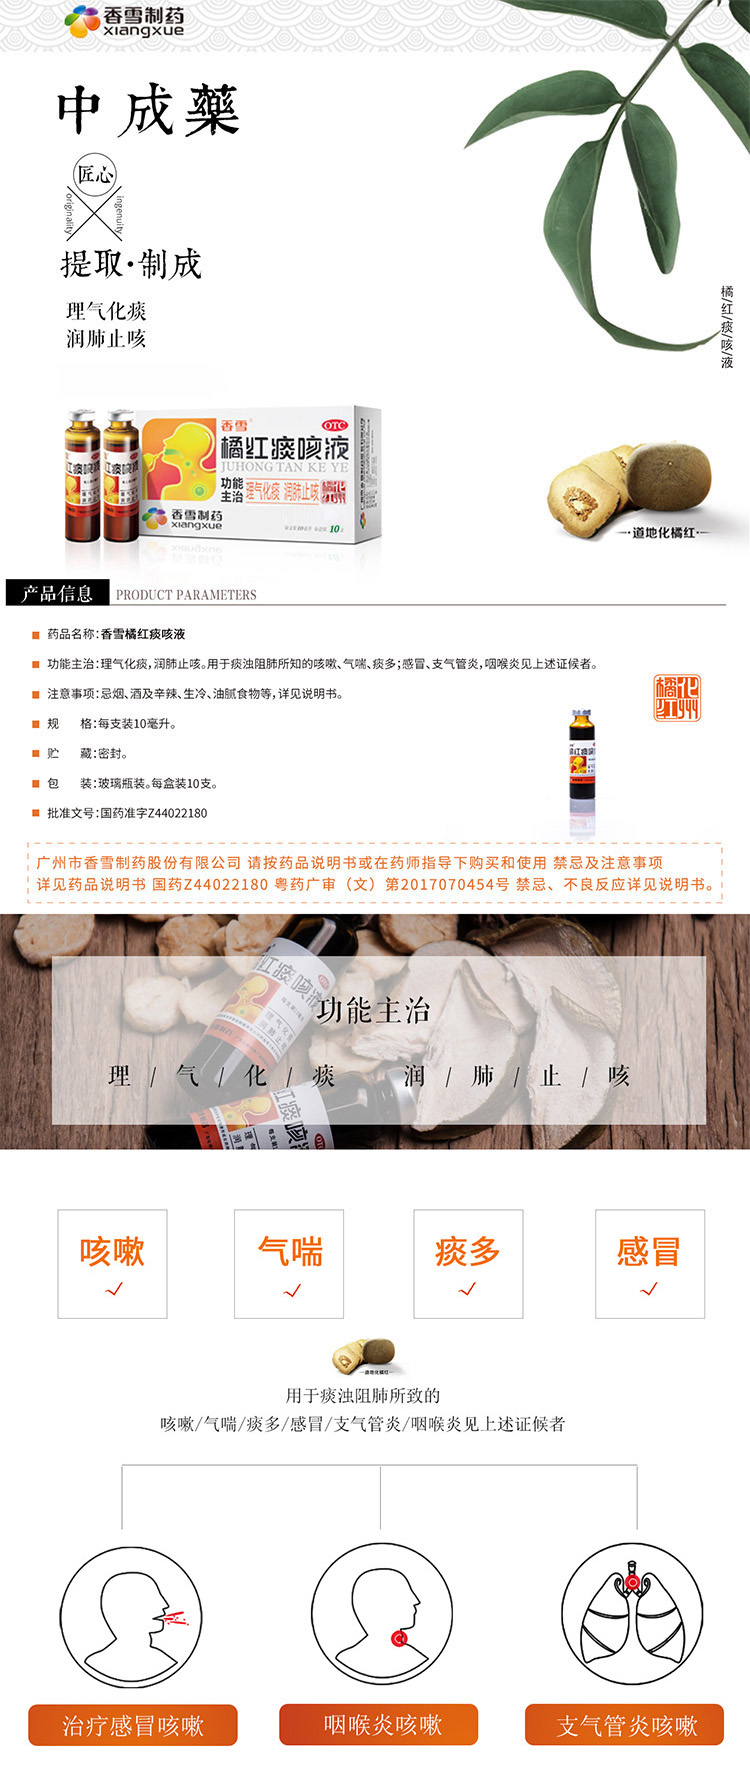 香雪制药
xiangxue
中成藥
匠心
originality
ingenuity
提取·制成
理气化痰
润肺止咳
橘/红/痰/咳/液
香雪
OTC
橘红痰咳液
JUHONG TAN KE YE
功能
主治
理气化痰 润肺止咳
香雪制药
xiangxue
道地化橘红
产品信息
PRODUCT PARAMETERS
药品名称:香雪橘红痰咳液
功能主治:理气化痰,润肺止咳。用于痰浊阻肺所知的咳嗽、气喘、痰多;感冒、支气管炎,咽喉炎见上述证候者。
注意事项:忌烟、酒及辛辣、生冷、油腻食物等,详见说明书。
规 格:每支装10毫升。
贮 藏:密封。
包 装:玻璃瓶装。每盒装10支。
批准文号:国药准字Z44022180
化州橘红
广州市香雪制药股份有限公司 请按药品说明书或在药师指导下购买和使用 禁忌及注意事项
详见药品说明书 国药Z44022180 粤药广审（文）第2017070454号 禁忌、不良反应详见说明书。
功能主治
理/气/化/痰 润/肺/止/咳
咳嗽
气喘
痰多
感冒
道地化橘红
用于痰浊阻肺所致的
咳嗽/气喘/痰多/感冒/支气管炎/咽喉炎见上述证候者
治疗感冒咳嗽
咽喉炎咳嗽
支气管炎咳嗽